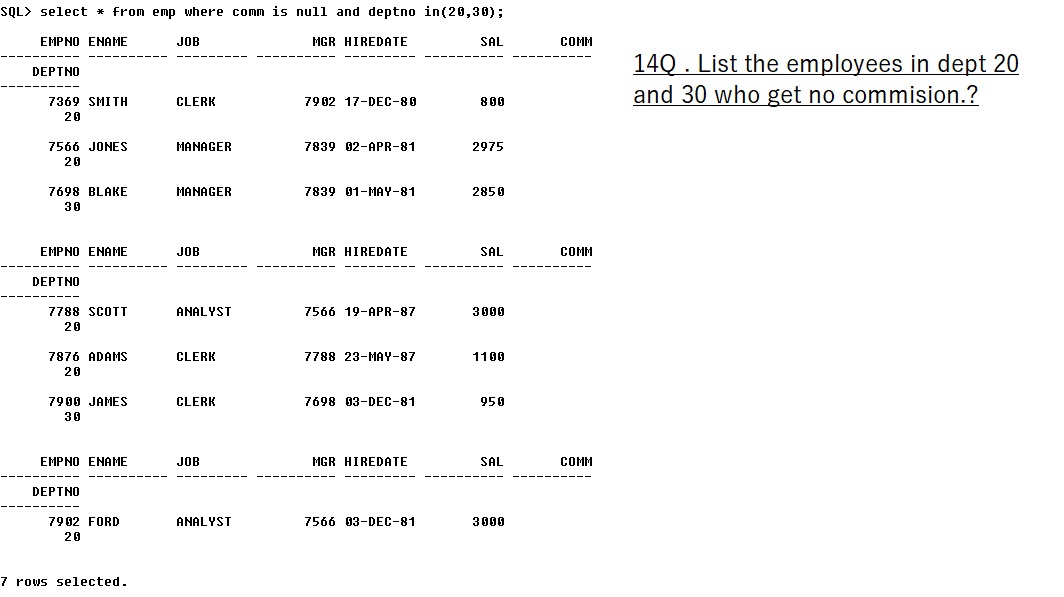 SQL> select * from emp where comm is null and deptno in(20,30);
EMPNO ENAME JOB MGR HIREDATE SAL COMM
---------- ---------- --------- ---------- --------- ---------- ----------
DEPTNO
----------
7369 SMITH CLERK 7902 17-DEC-80 800
20
7566 JONES MANAGER 7839 02-APR-81 2975
20
7698 BLAKE MANAGER 7839 01-MAY-81 2850
30
EMPNO ENAME JOB MGR HIREDATE SAL COMM
---------- ---------- --------- ---------- --------- ---------- ----------
DEPTNO
----------
7788 SCOTT ANALYST 7566 19-APR-87 3000
20
7876 ADAMS CLERK 7788 23-MAY-87 1100
20
7900 JAMES CLERK 7698 03-DEC-81 950
30
EMPNO ENAME JOB MGR HIREDATE SAL COMM
---------- ---------- --------- ---------- --------- ---------- ----------
DEPTNO
----------
7902 FORD ANALYST 7566 03-DEC-81 3000
20
7 rows selected.
14Q . List the employees in dept 20
and 30 who get no commision.?